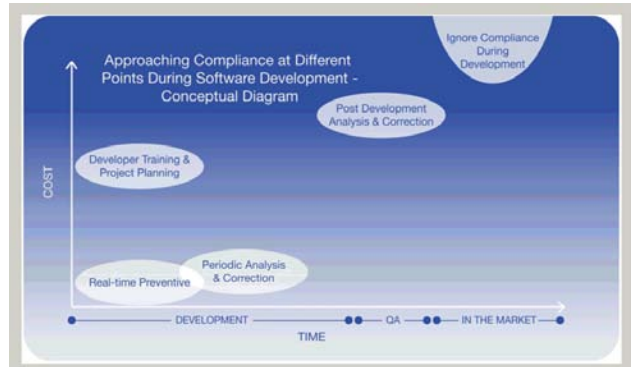 Approaching Compliance at Different
Points During Software Development -
Conceptual Diagram
Ignore Compliance
During
Development
Post Development
Analysis & Correction
Developer Training &
Project Planning
Periodic Analysis
& Correction
Real-time Preventive
COST
DEVELOPMENT
QA
IN THE MARKET
TIME